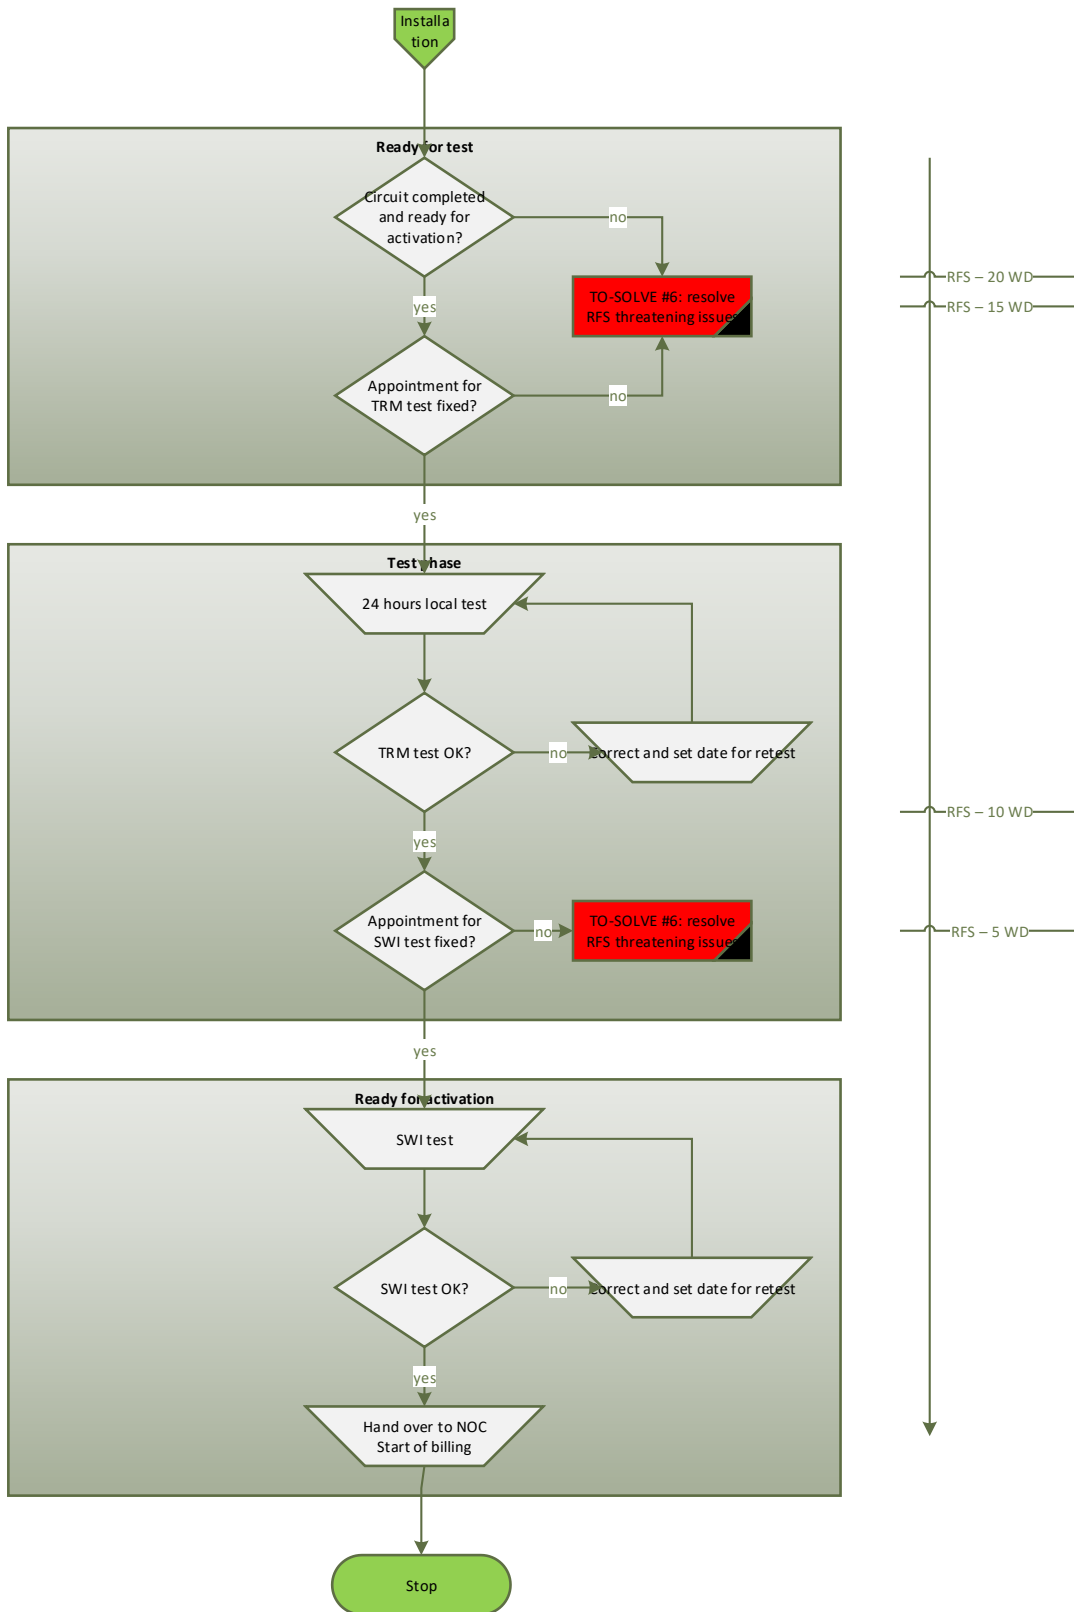 Installa
tion
Ready for test
Circuit completed
and ready for
activation?
no
RFS – 20 WD
TO-SOLVE #6: resolve
RFS threatening issues
yes
RFS – 15 WD
Appointment for
TRM test fixed?
no
yes
Test phase
24 hours local test
TRM test OK?
no
Correct and set date for retest
RFS – 10 WD
yes
Appointment for
SWI test fixed?
no
TO-SOLVE #6: resolve
RFS threatening issues
RFS – 5 WD
yes
Ready for activation
SWI test
SWI test OK?
no
Correct and set date for retest
yes
Hand over to NOC
Start of billing
Stop